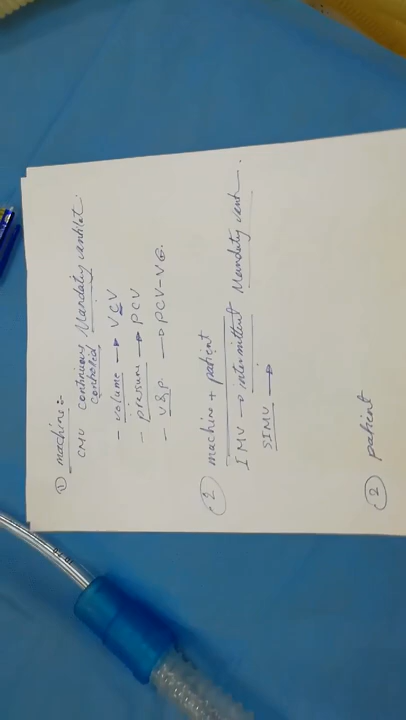 ① machine:-
CMV continuous Mandatory ventilat.
controlled
- volume → VCV
- pressure → PCV
- V&P → PCV-VG.
② machine + patient
IMV → intermittent Mandatory vent.
SIMV →
② patient